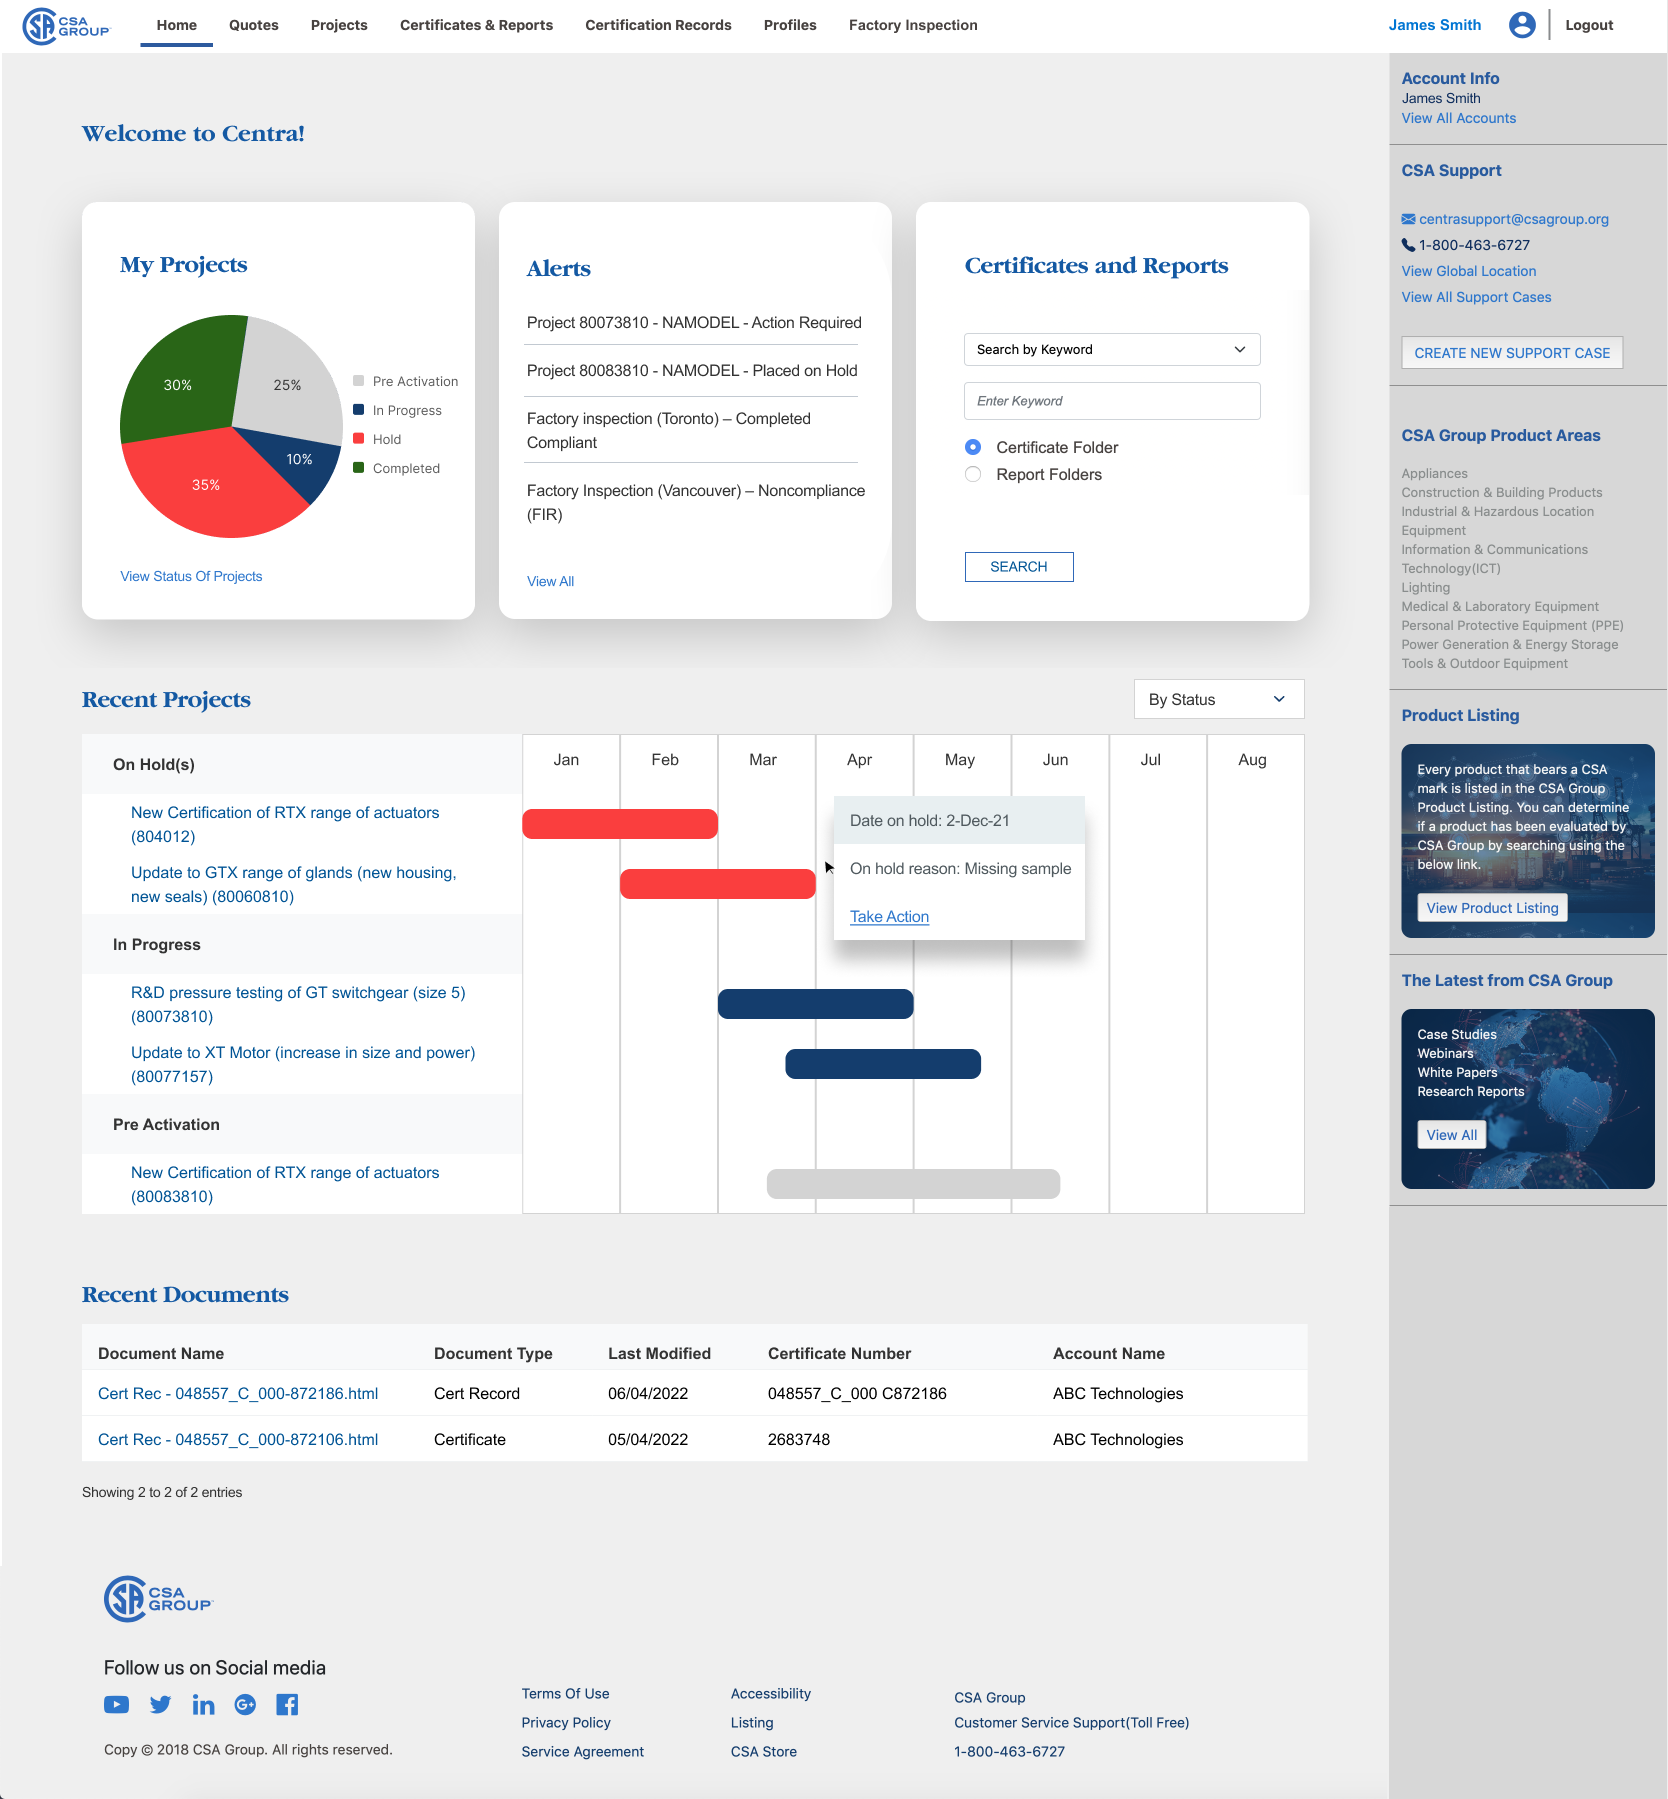 CSA
GROUP
Home
Quotes
Projects
Certificates & Reports
Certification Records
Profiles
Factory Inspection
James Smith
Logout
Welcome to Centra!
My Projects
30%
25%
10%
35%
Pre Activation
In Progress
Hold
Completed
View Status Of Projects
Alerts
Project 80073810 - NAMODEL - Action Required
Project 80083810 - NAMODEL - Placed on Hold
Factory inspection (Toronto) – Completed
Compliant
Factory Inspection (Vancouver) – Noncompliance
(FIR)
View All
Certificates and Reports
Search by Keyword
Enter Keyword
Certificate Folder
Report Folders
SEARCH
Recent Projects
By Status
Jan
Feb
Mar
Apr
May
Jun
Jul
Aug
On Hold(s)
New Certification of RTX range of actuators
(804012)
Update to GTX range of glands (new housing,
new seals) (80060810)
Date on hold: 2-Dec-21
On hold reason: Missing sample
Take Action
In Progress
R&D pressure testing of GT switchgear (size 5)
(80073810)
Update to XT Motor (increase in size and power)
(80077157)
Pre Activation
New Certification of RTX range of actuators
(80083810)
Recent Documents
Document Name
Document Type
Last Modified
Certificate Number
Account Name
Cert Rec - 048557_C_000-872186.html
Cert Record
06/04/2022
048557_C_000 C872186
ABC Technologies
Cert Rec - 048557_C_000-872106.html
Certificate
05/04/2022
2683748
ABC Technologies
Showing 2 to 2 of 2 entries
Account Info
James Smith
View All Accounts
CSA Support
centrasupport@csagroup.org
1-800-463-6727
View Global Location
View All Support Cases
CREATE NEW SUPPORT CASE
CSA Group Product Areas
Appliances
Construction & Building Products
Industrial & Hazardous Location
Equipment
Information & Communications
Technology(ICT)
Lighting
Medical & Laboratory Equipment
Personal Protective Equipment (PPE)
Power Generation & Energy Storage
Tools & Outdoor Equipment
Product Listing
Every product that bears a CSA
mark is listed in the CSA Group
Product Listing. You can determine
if a product has been evaluated by
CSA Group by searching using the
below link.
View Product Listing
The Latest from CSA Group
Case Studies
Webinars
White Papers
Research Reports
View All
CSA
GROUP
Follow us on Social media
Copy © 2018 CSA Group. All rights reserved.
Terms Of Use
Privacy Policy
Service Agreement
Accessibility
Listing
CSA Store
CSA Group
Customer Service Support(Toll Free)
1-800-463-6727